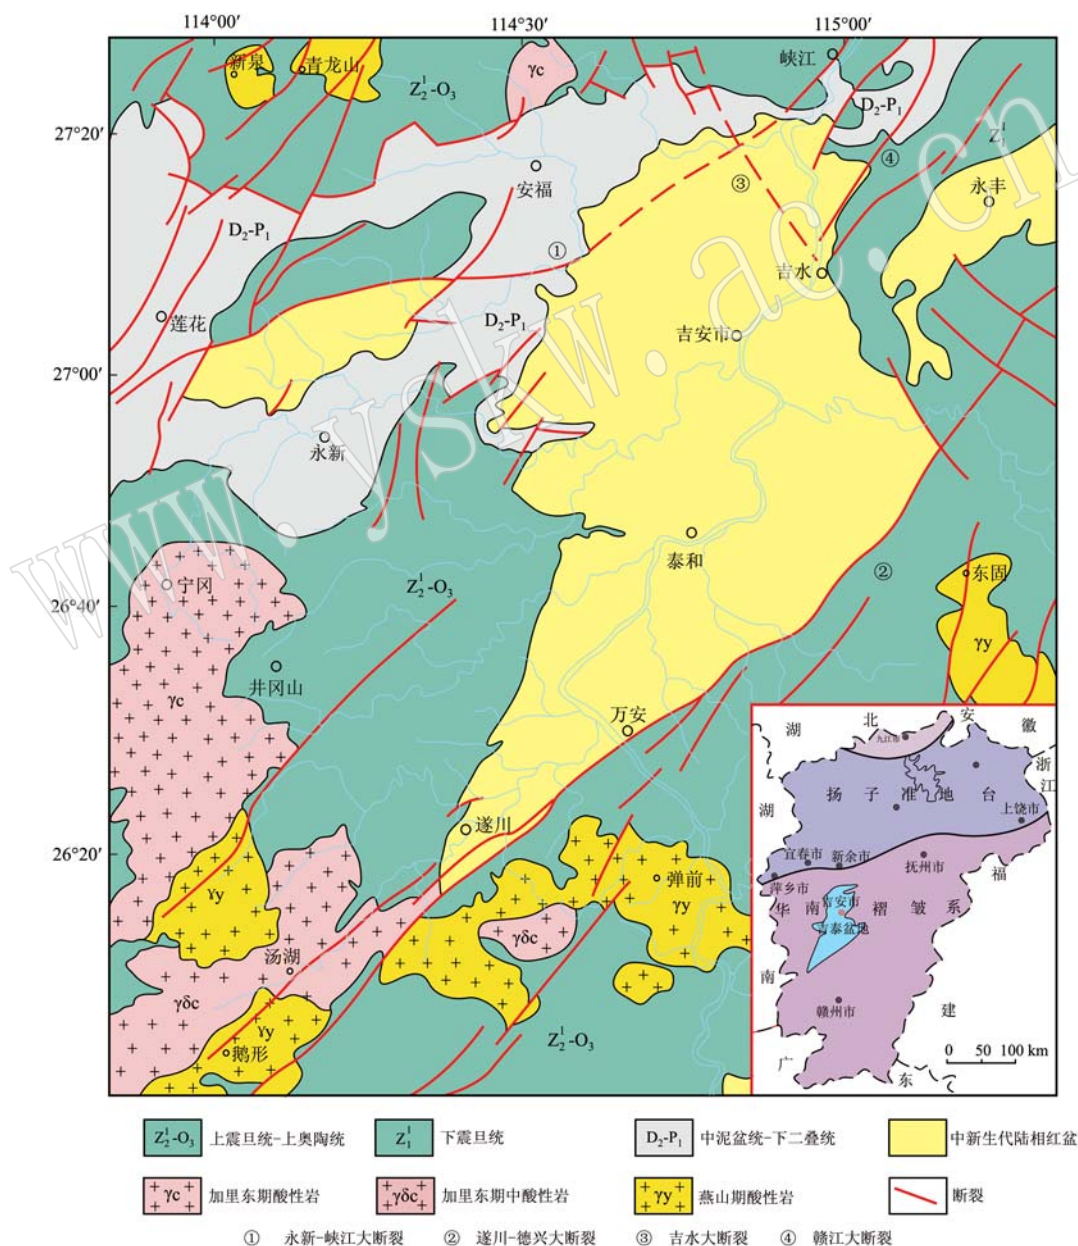 114°00′ 114°30′ 115°00′
新泉 青龙山 Z₂¹-O₃ γc 峡江
27°20′ D₂-P₁ Z₁¹
安福 ③ ④ 永丰
D₂-P₁ ①
吉水
莲花 D₂-P₁ 吉安市
27°00′
永新
泰和
宁冈 Z₂¹-O₃ ② 东固
26°40′
井冈山 γy
γc
万安
遂川
26°20′
弹前
γy γy
γδc
汤湖
γδc
γy Z₂¹-O₃
鹅形
湖 北 安 徽
九江市 浙
江
扬子准地台
湖 上饶市
宜春市 新余市 抚州市 福
萍乡市
华南褶皱系
吉安市
吉泰盆地
南
赣州市 建
0 50 100 km
广 东
Z₂¹-O₃ 上震旦统-上奥陶统 Z₁¹ 下震旦统 D₂-P₁ 中泥盆统-下二叠统 中新生代陆相红盆
γc 加里东期酸性岩 γδc 加里东期中酸性岩 γy 燕山期酸性岩 断裂
① 永新-峡江大断裂 ② 遂川-德兴大断裂 ③ 吉水大断裂 ④ 赣江大断裂
www.yskw.ac.cn